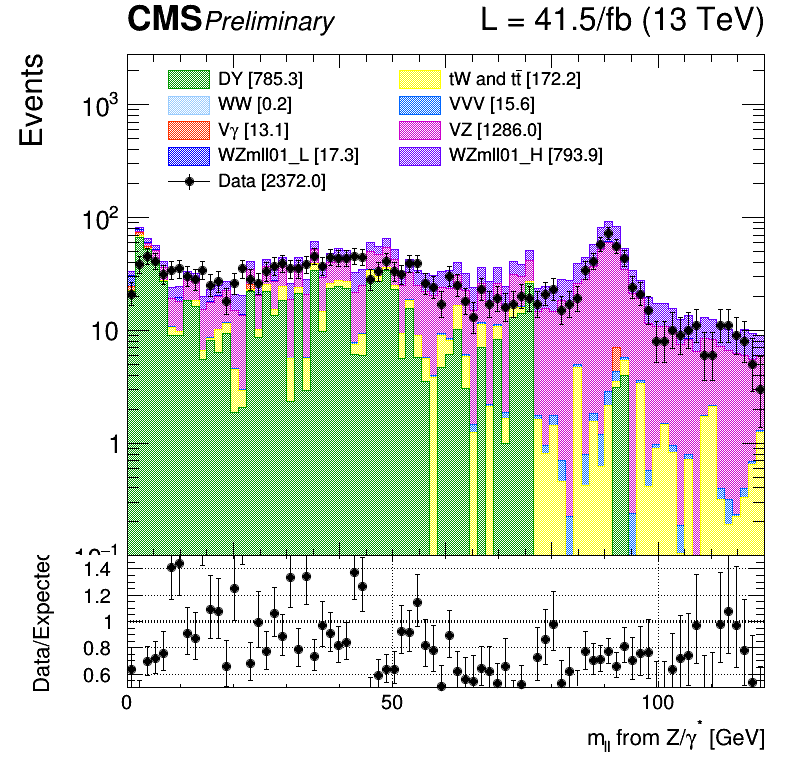 CMS Preliminary L = 41.5/fb (13 TeV)
Events
DY [785.3] tW and tt̄ [172.2]
WW [0.2] VVV [15.6]
Vγ [13.1] VZ [1286.0]
WZmll01_L [17.3] WZmll01_H [793.9]
Data [2372.0]
10³
10²
10
1
10⁻¹
Data/Expected
1.4
1.2
1
0.8
0.6
0 50 100
m_ll from Z/γ* [GeV]